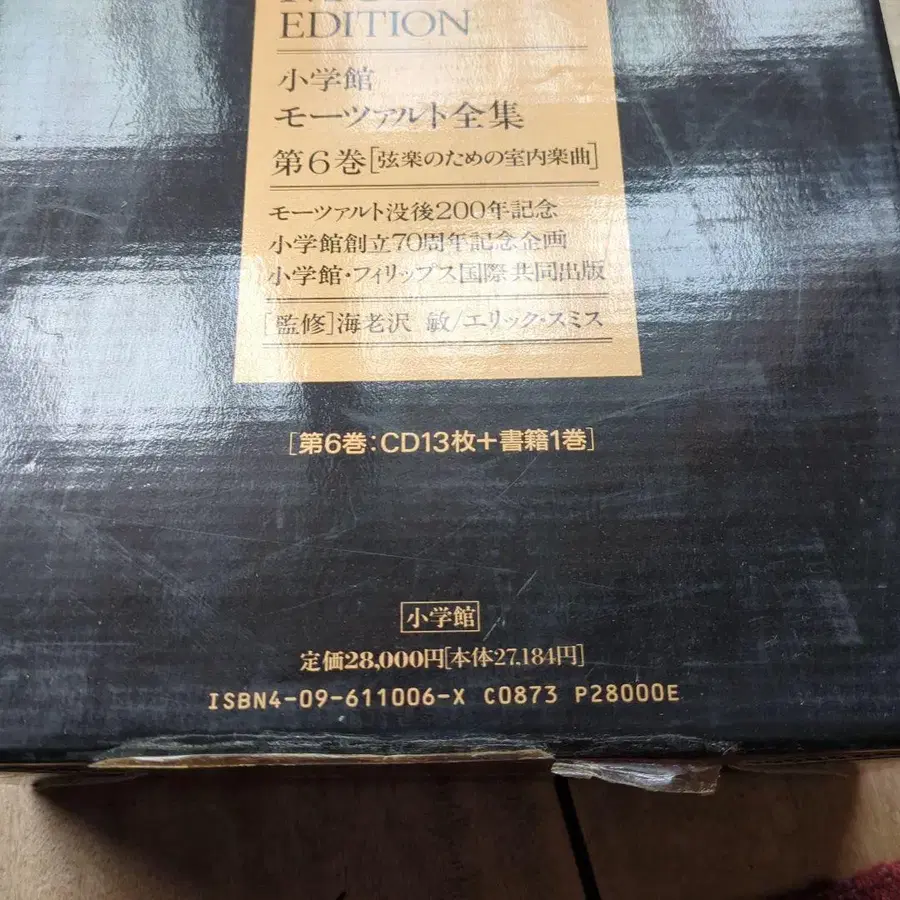 EDITION
小学館
モーツァルト全集
第6巻[弦楽のための室内楽曲]
モーツァルト没後200年記念
小学館創立70周年記念企画
小学館・フィリップス国際共同出版
[監修]海老沢 敏/エリック・スミス
[第6巻:CD13枚+書籍1巻]
小学館
定価28,000円[本体27,184円]
ISBN4-09-611006-X C0873 P28000E